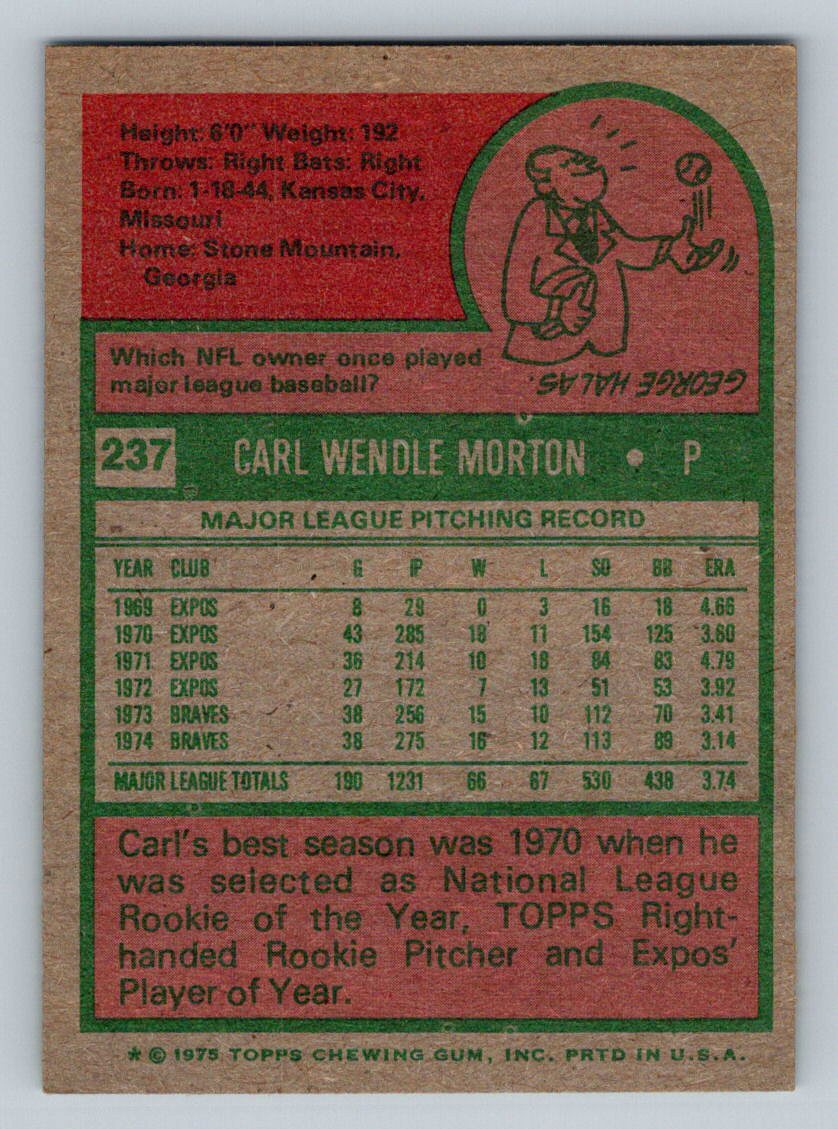 Height: 6'0" Weight: 192
Throws: Right Bats: Right
Born: 1-18-44, Kansas City,
Missouri
Home: Stone Mountain,
Georgia
Which NFL owner once played
major league baseball?
GEORGE HALAS.
237 CARL WENDLE MORTON • P
MAJOR LEAGUE PITCHING RECORD
YEAR CLUB G IP W L SO BB ERA
1969 EXPOS 8 29 0 3 16 18 4.66
1970 EXPOS 43 285 18 11 154 125 3.60
1971 EXPOS 36 214 10 18 84 83 4.79
1972 EXPOS 27 172 7 13 51 53 3.92
1973 BRAVES 38 256 15 10 112 70 3.41
1974 BRAVES 38 275 16 12 113 89 3.14
MAJOR LEAGUE TOTALS 190 1231 66 67 530 438 3.74
Carl's best season was 1970 when he
was selected as National League
Rookie of the Year, TOPPS Right-
handed Rookie Pitcher and Expos'
Player of Year.
* © 1975 TOPPS CHEWING GUM, INC. PRTD IN U.S.A.